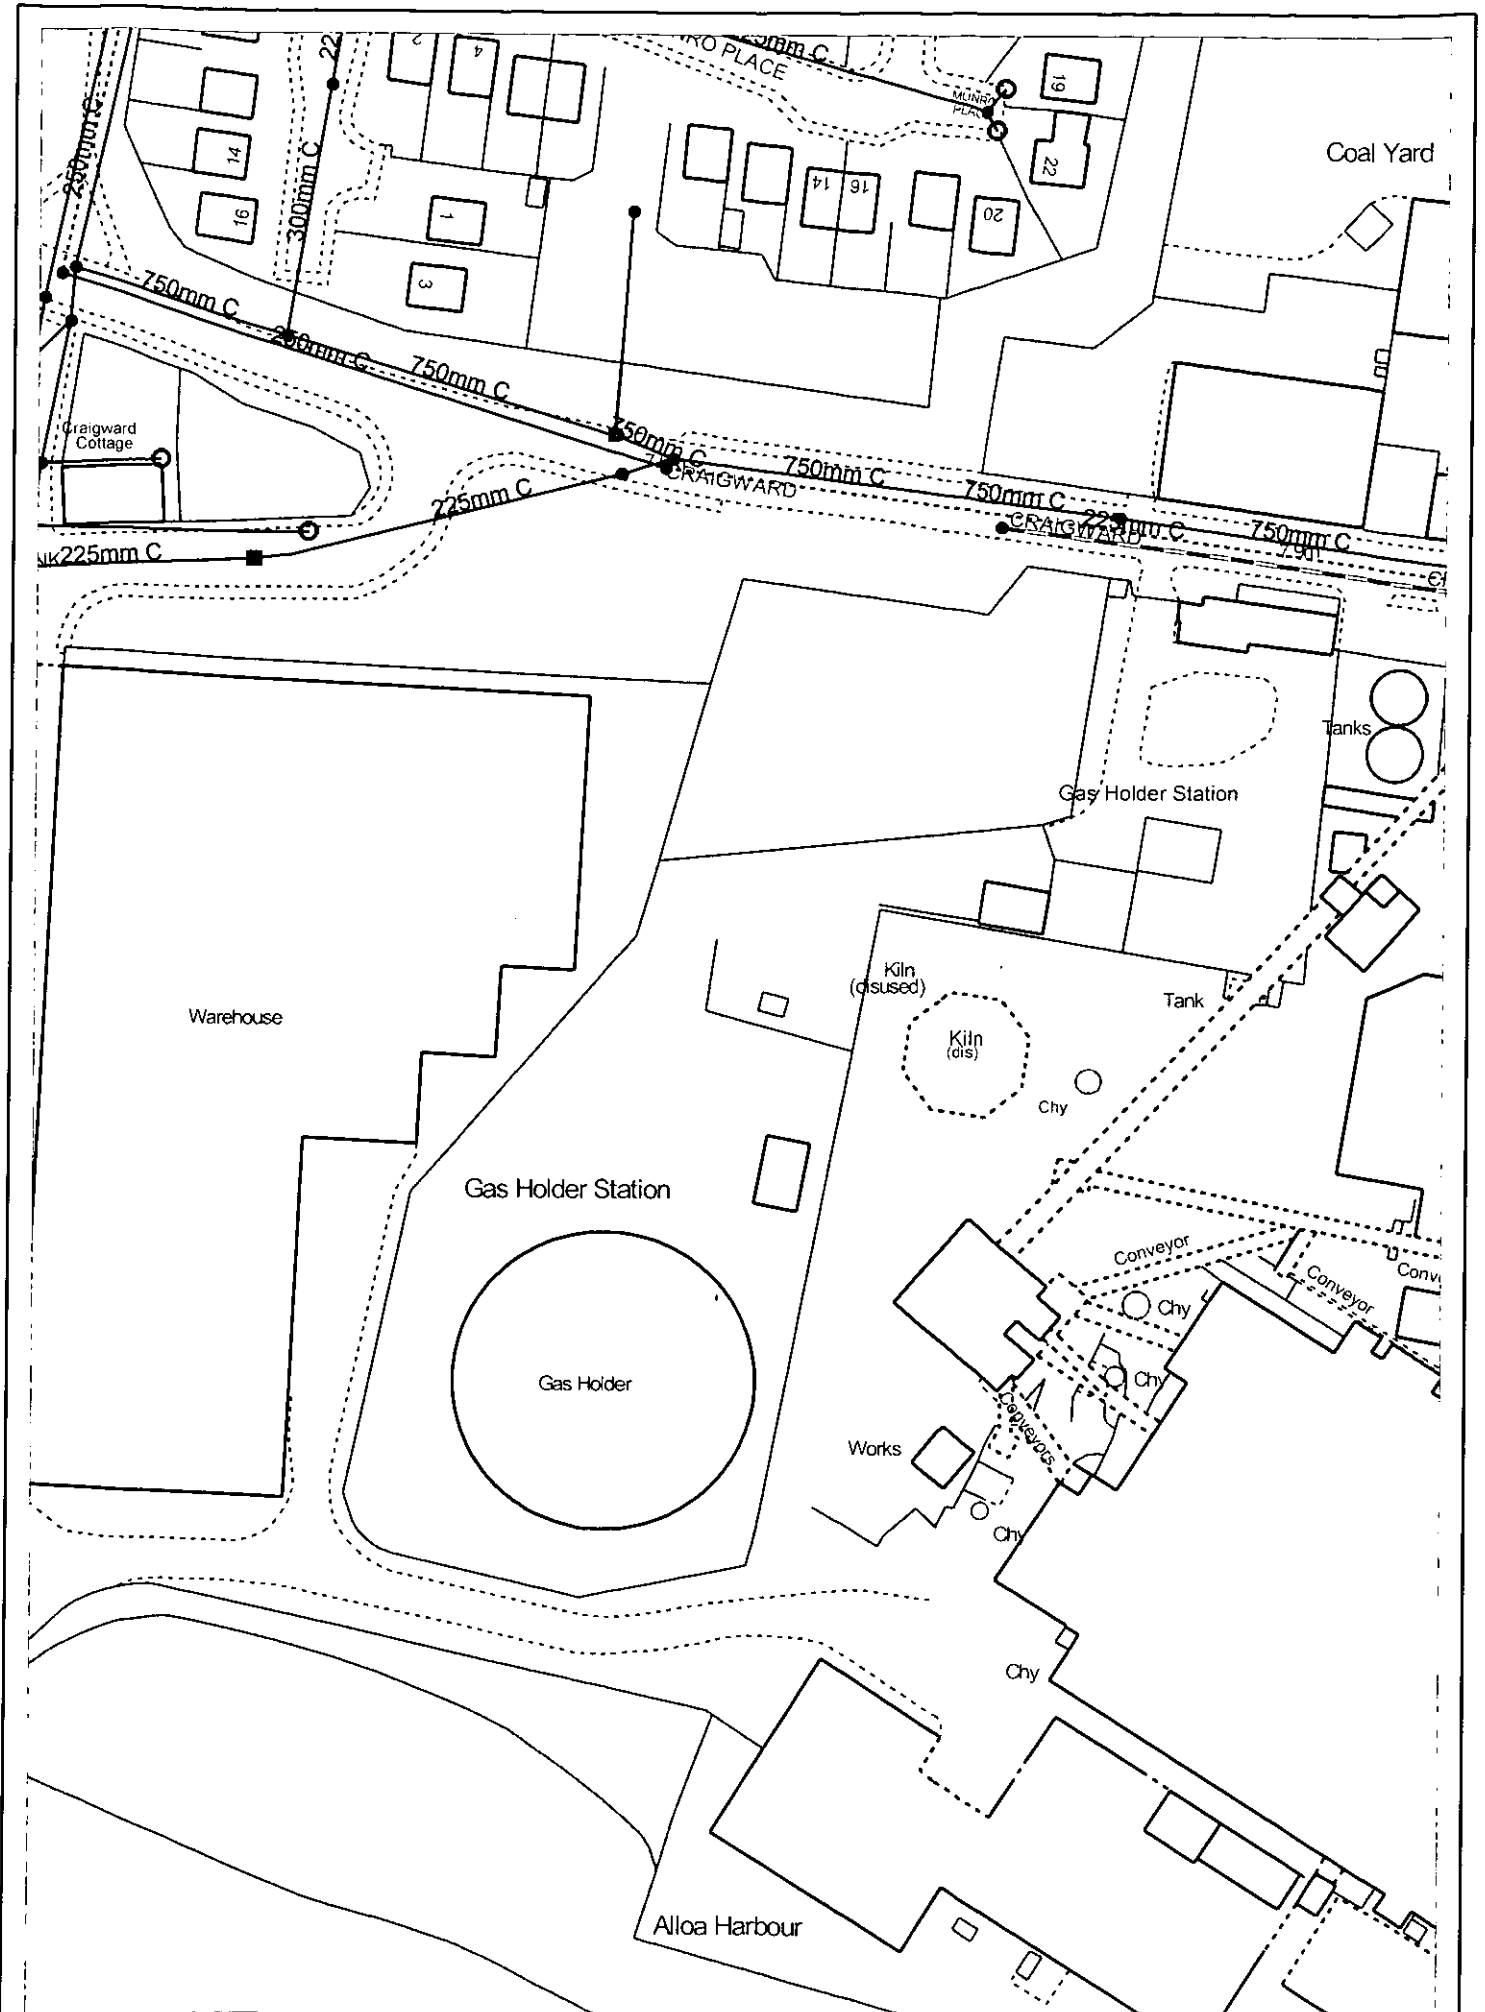 2
4
22
250mm C
14
16
300mm C
1
3
PLACE
19
MUNRO
22
14
16
20
Coal Yard
750mm C
250mm C
750mm C
750mm C
CRAIGWARD
750mm C
750mm C
CRAIGWARD
750mm C
Craigward
Cottage
225mm C
225mm C
Tanks
Gas Holder Station
Kiln
(disused)
Kiln
(dis)
Tank
Chy
Warehouse
Gas Holder Station
Gas Holder
Conveyor
Conveyor
Chy
Chy
Conveyors
Works
Chy
Chy
Alloa Harbour